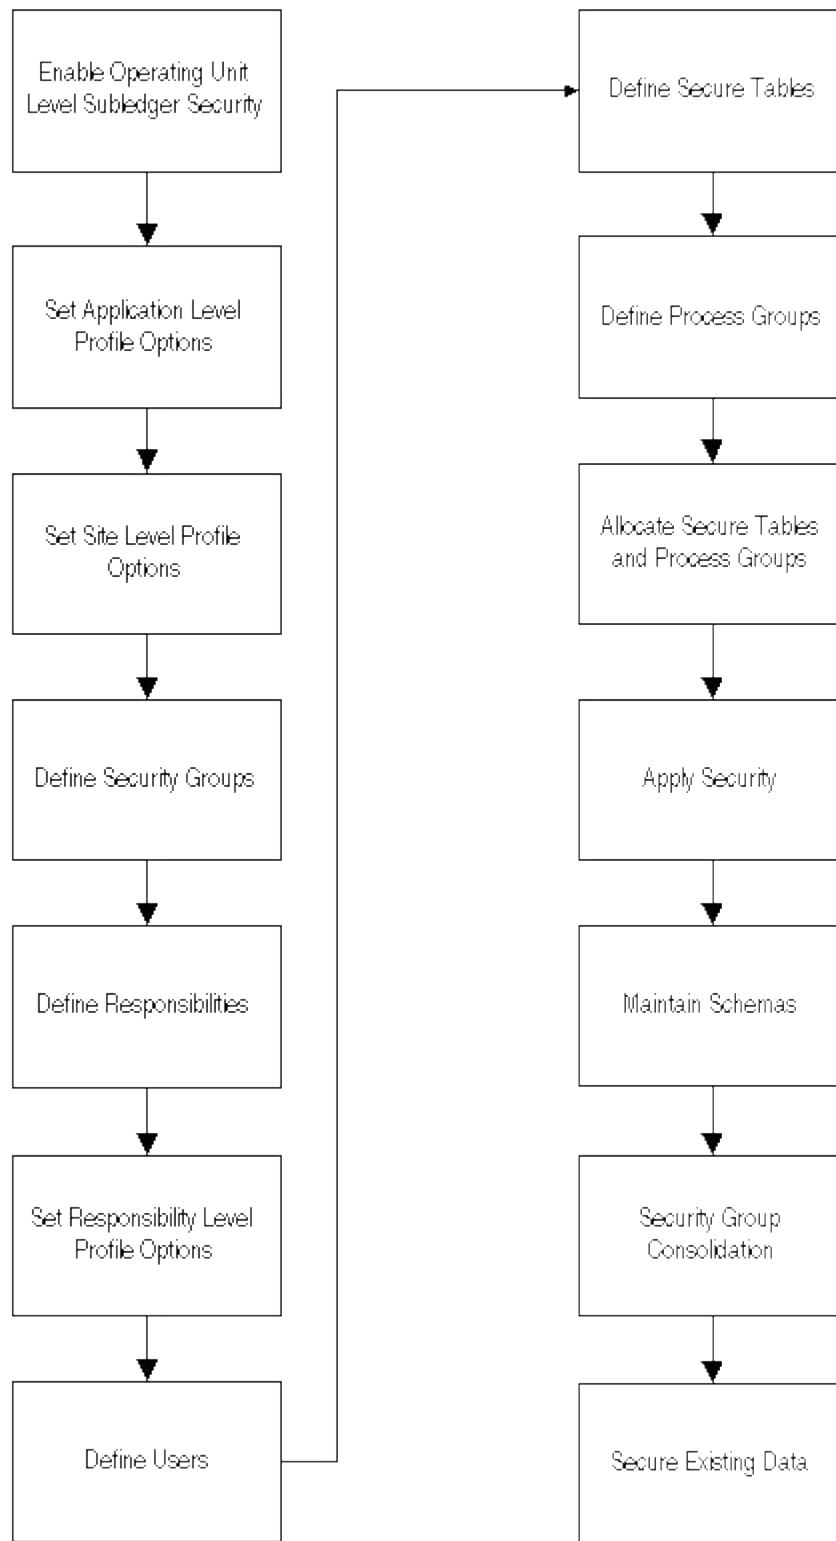 Enable Operating Unit
Level Subledger Security
Set Application Level
Profile Options
Set Site Level Profile
Options
Define Security Groups
Define Responsibilities
Set Responsibility Level
Profile Options
Define Users
Define Secure Tables
Define Process Groups
Allocate Secure Tables
and Process Groups
Apply Security
Maintain Schemas
Security Group
Consolidation
Secure Existing Data